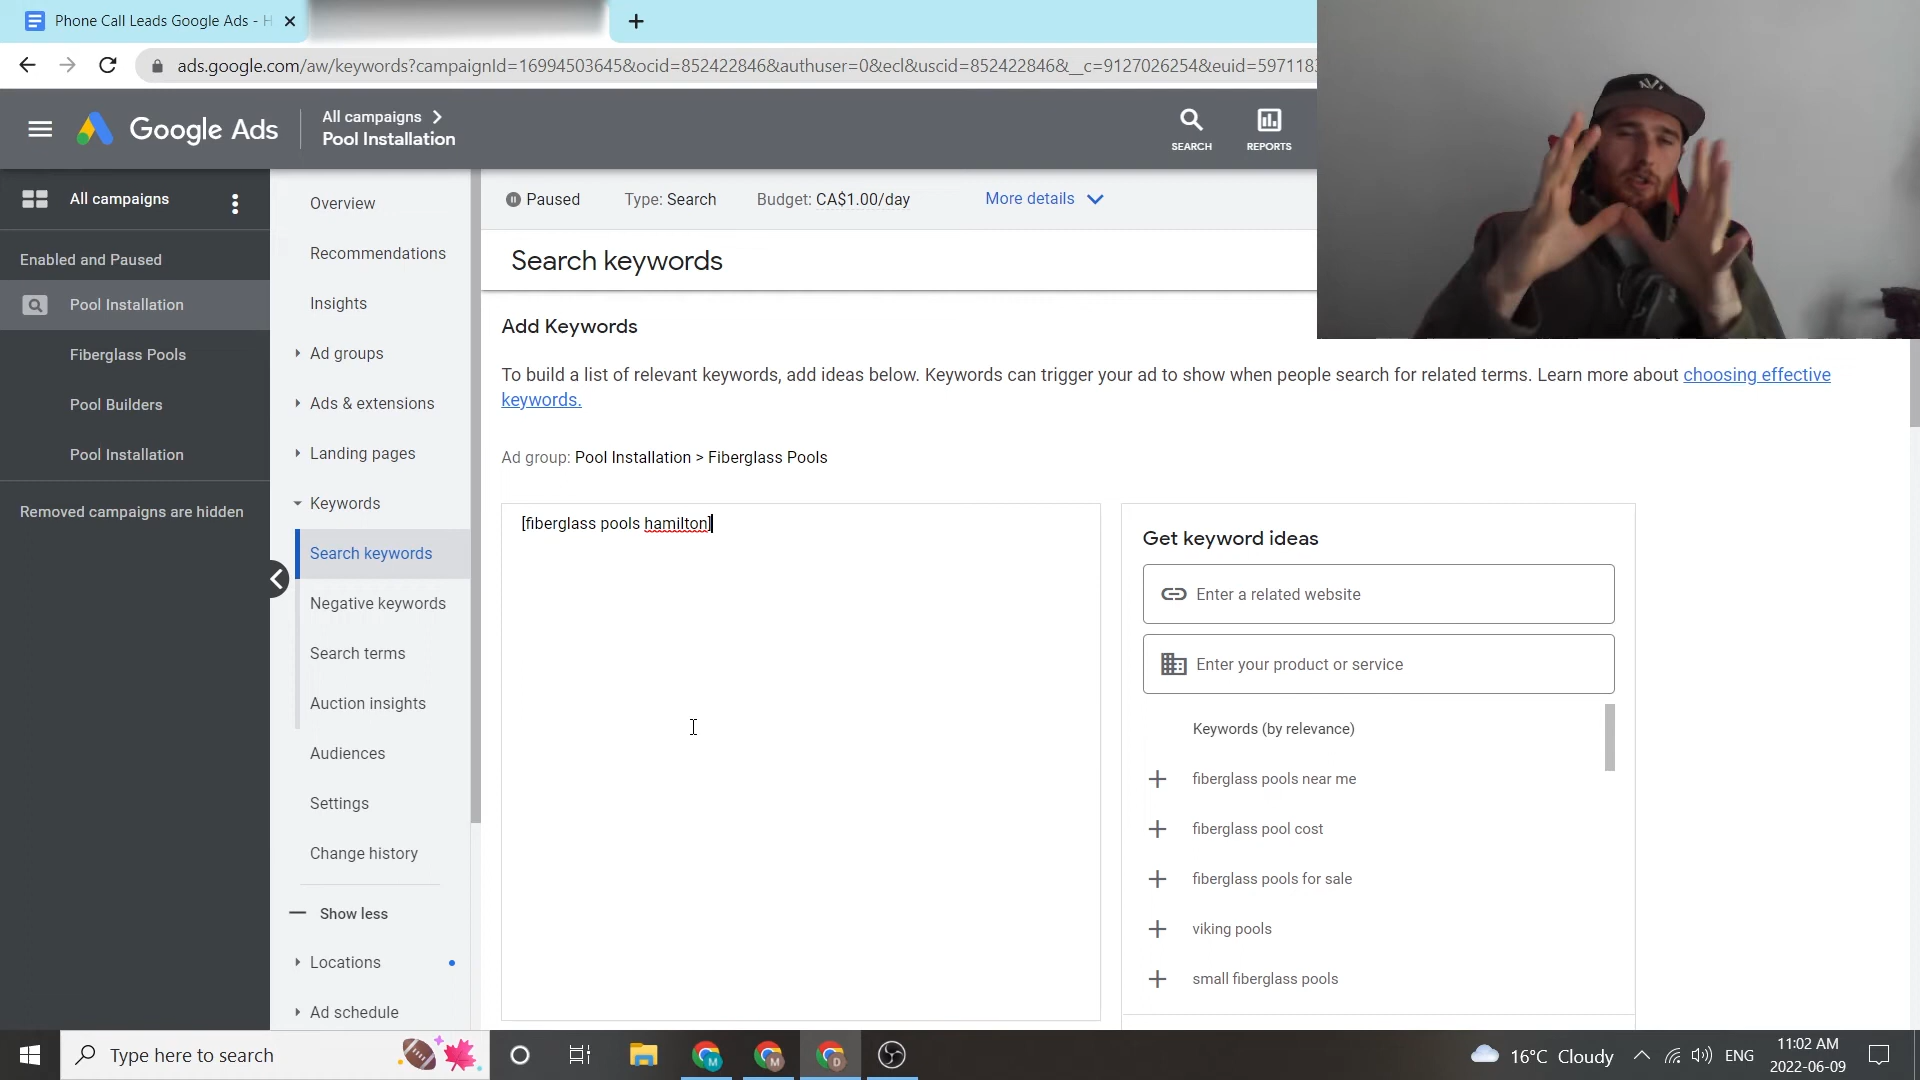 Phone Call Leads Google Ads - H
ads.google.com/aw/keywords?campaignId=16994503645&ocid=852422846&authuser=0&ecl&uscid=852422846&__c=9127026254&euid=5971183
Google Ads
All campaigns
Pool Installation
SEARCH
REPORTS
All campaigns
Enabled and Paused
Pool Installation
Fiberglass Pools
Pool Builders
Pool Installation
Removed campaigns are hidden
Overview
Recommendations
Insights
Ad groups
Ads & extensions
Landing pages
Keywords
Search keywords
Negative keywords
Search terms
Auction insights
Audiences
Settings
Change history
Show less
Locations
Ad schedule
Paused Type: Search Budget: CA$1.00/day More details
Search keywords
Add Keywords
To build a list of relevant keywords, add ideas below. Keywords can trigger your ad to show when people search for related terms. Learn more about choosing effective
keywords.
Ad group: Pool Installation > Fiberglass Pools
[fiberglass pools hamilton]
Get keyword ideas
Enter a related website
Enter your product or service
Keywords (by relevance)
fiberglass pools near me
fiberglass pool cost
fiberglass pools for sale
viking pools
small fiberglass pools
Type here to search
M
M
D
16°C Cloudy
ENG
11:02 AM
2022-06-09